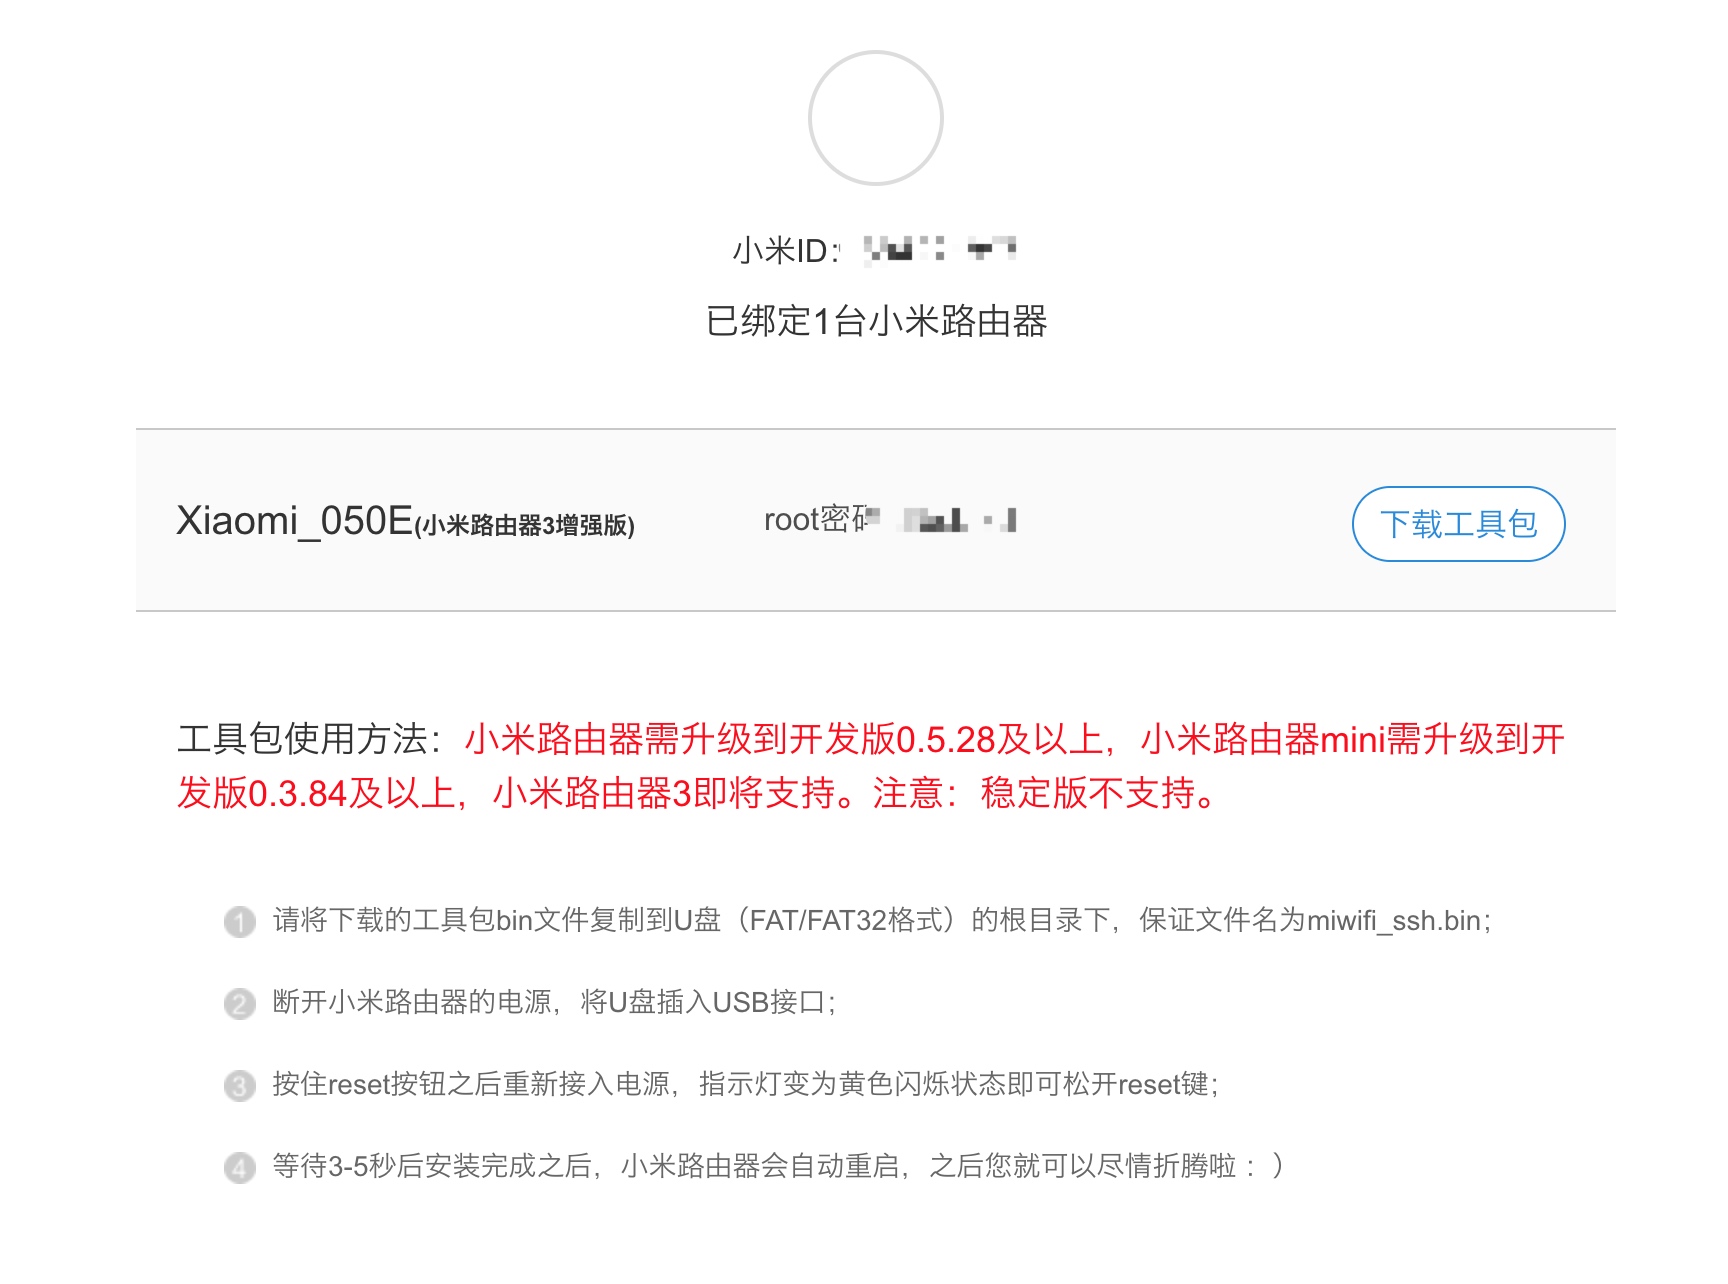 小米ID：
已绑定1台小米路由器
Xiaomi_050E(小米路由器3增强版)
root密码
下载工具包
工具包使用方法：小米路由器需升级到开发版0.5.28及以上，小米路由器mini需升级到开
发版0.3.84及以上，小米路由器3即将支持。注意：稳定版不支持。
1 请将下载的工具包bin文件复制到U盘（FAT/FAT32格式）的根目录下，保证文件名为miwifi_ssh.bin；
2 断开小米路由器的电源，将U盘插入USB接口；
3 按住reset按钮之后重新接入电源，指示灯变为黄色闪烁状态即可松开reset键；
4 等待3-5秒后安装完成之后，小米路由器会自动重启，之后您就可以尽情折腾啦 ：）